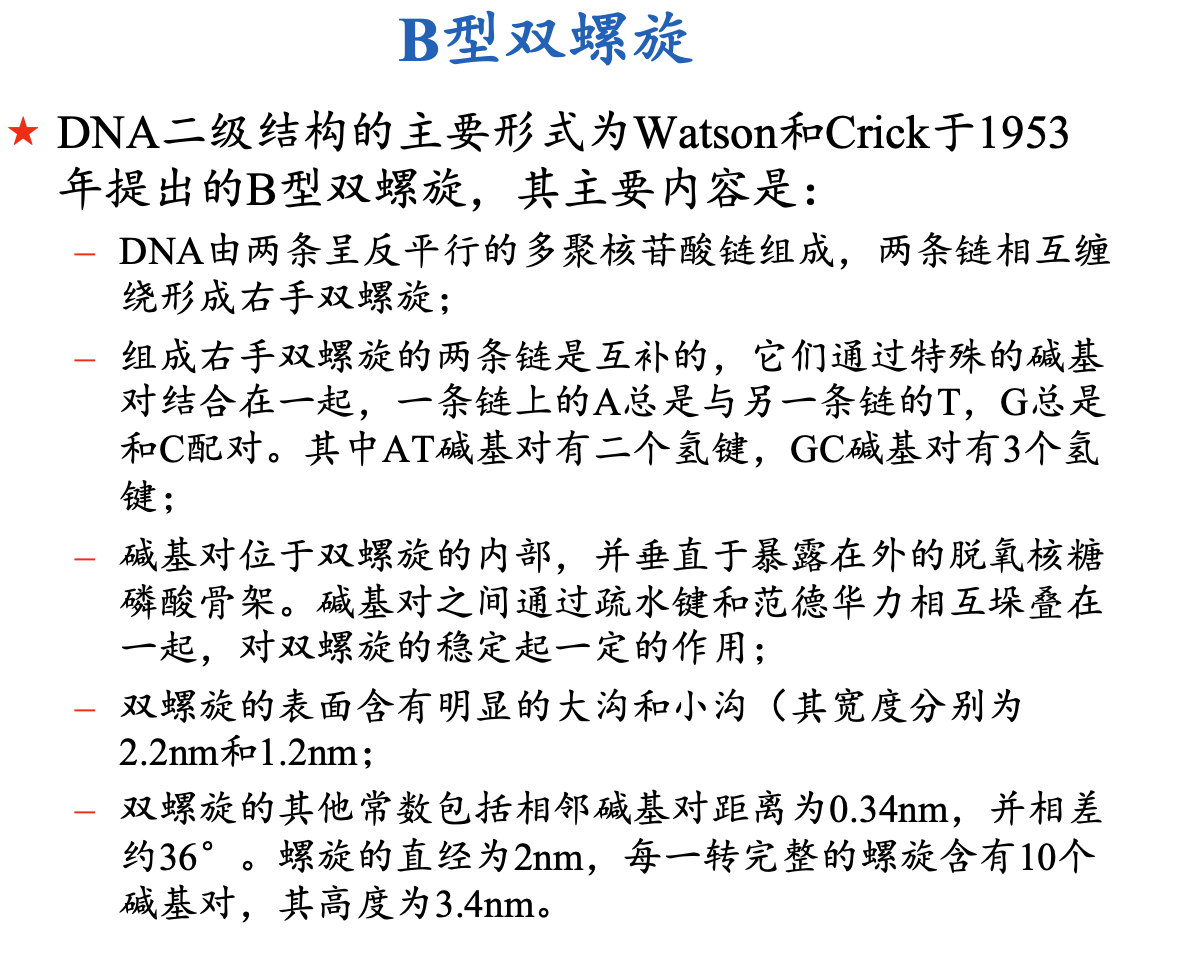 B型双螺旋
★ DNA二级结构的主要形式为Watson和Crick于1953
年提出的B型双螺旋，其主要内容是：
– DNA由两条呈反平行的多聚核苷酸链组成，两条链相互缠
绕形成右手双螺旋；
– 组成右手双螺旋的两条链是互补的，它们通过特殊的碱基
对结合在一起，一条链上的A总是与另一条链的T，G总是
和C配对。其中AT碱基对有二个氢键，GC碱基对有3个氢
键；
– 碱基对位于双螺旋的内部，并垂直于暴露在外的脱氧核糖
磷酸骨架。碱基对之间通过疏水键和范德华力相互垛叠在
一起，对双螺旋的稳定起一定的作用；
– 双螺旋的表面含有明显的大沟和小沟（其宽度分别为
2.2nm和1.2nm；
– 双螺旋的其他常数包括相邻碱基对距离为0.34nm，并相差
约36°。螺旋的直经为2nm，每一转完整的螺旋含有10个
碱基对，其高度为3.4nm。